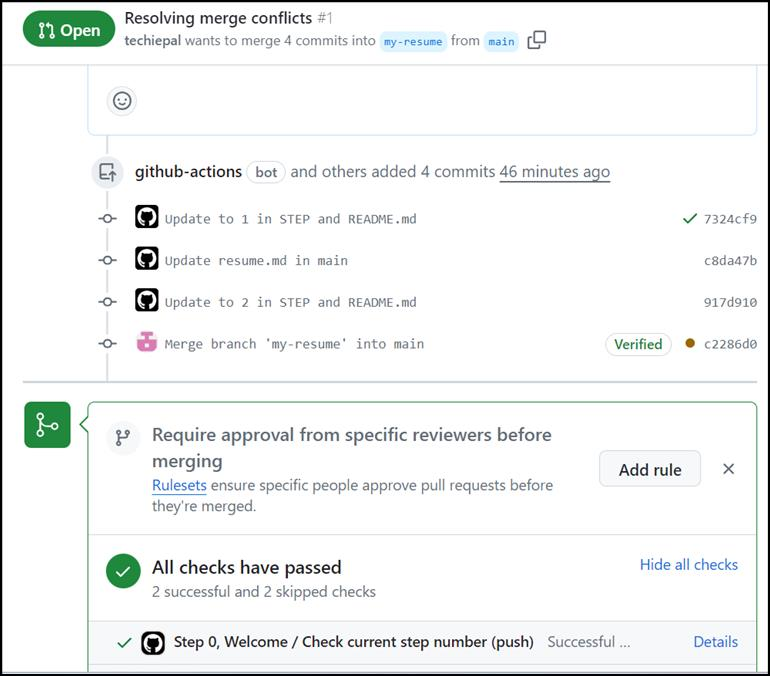 Open
Resolving merge conflicts #1
techiepal wants to merge 4 commits into my-resume from main
github-actions bot and others added 4 commits 46 minutes ago
Update to 1 in STEP and README.md 7324cf9
Update resume.md in main c8da47b
Update to 2 in STEP and README.md 917d910
Merge branch 'my-resume' into main Verified c2286d0
Require approval from specific reviewers before
merging
Rulesets ensure specific people approve pull requests before
they're merged.
Add rule
All checks have passed
Hide all checks
2 successful and 2 skipped checks
Step 0, Welcome / Check current step number (push) Successful ... Details